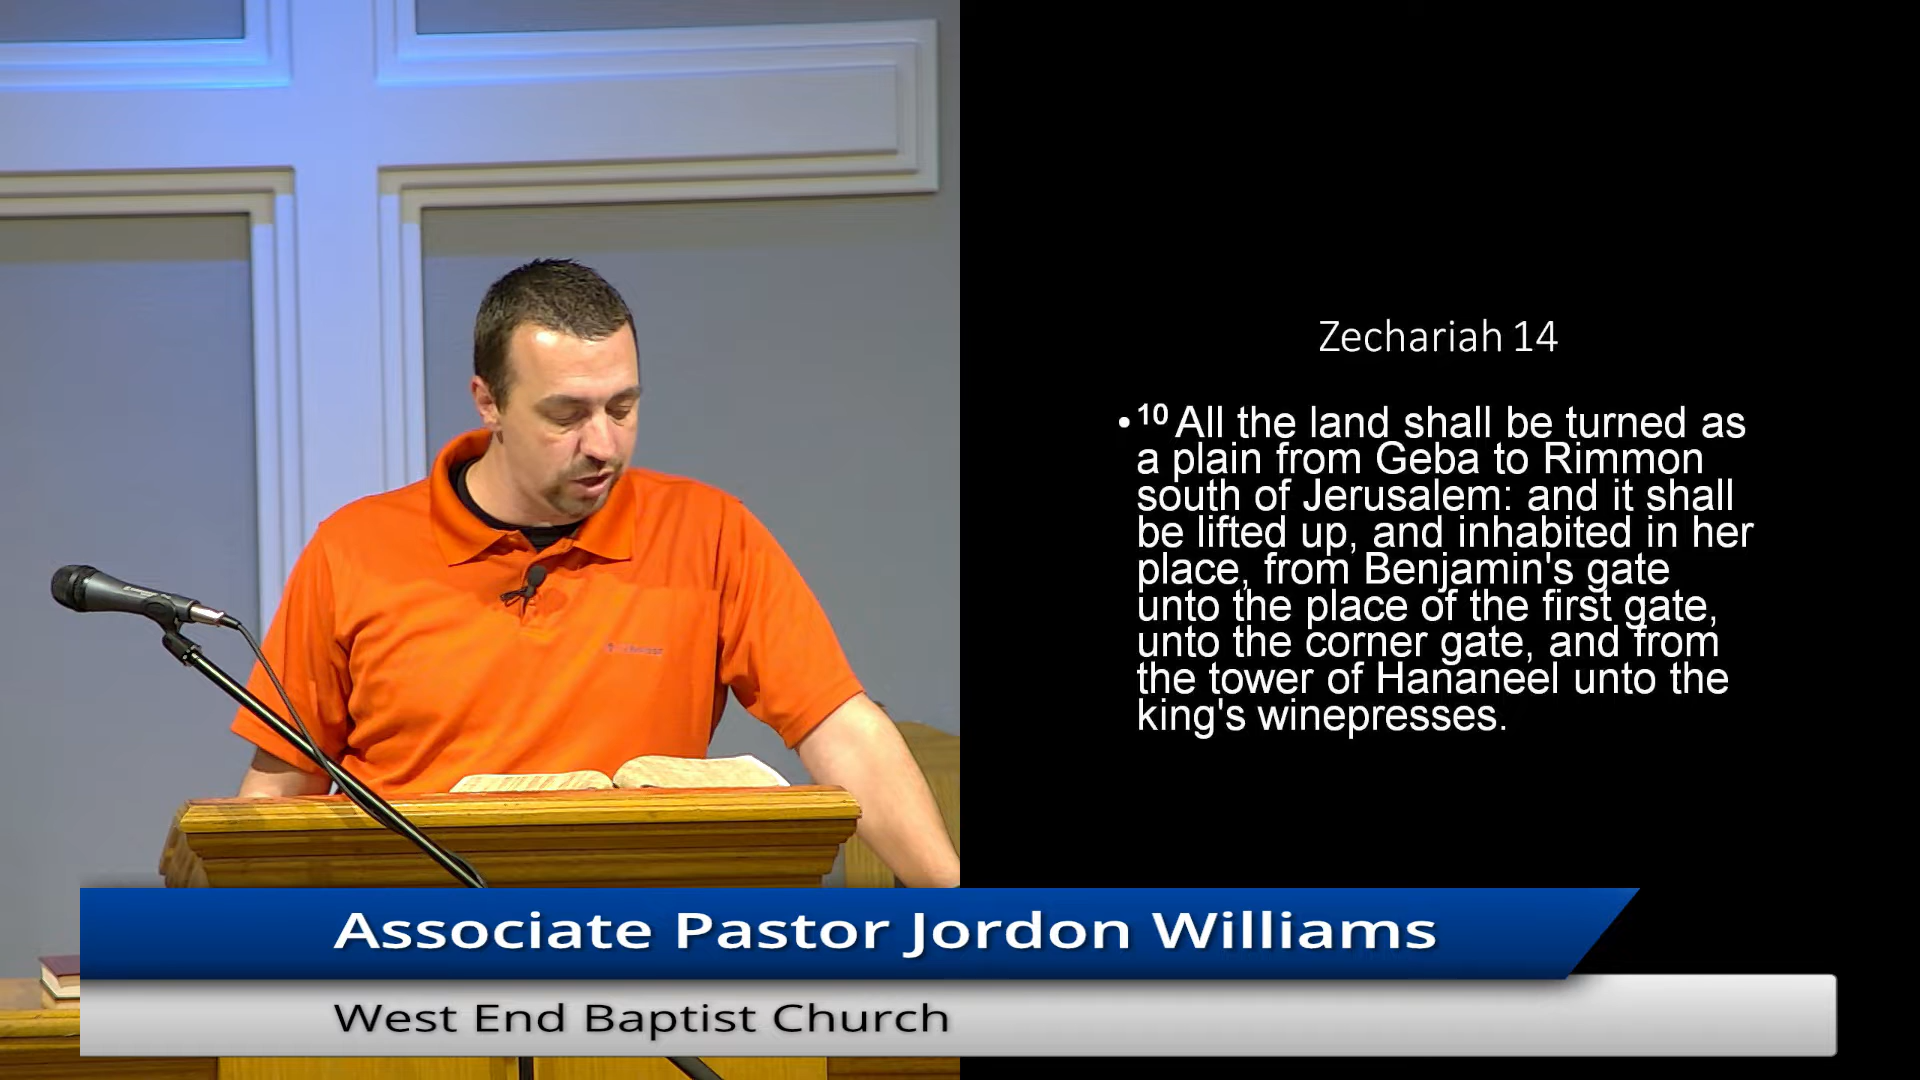 Zechariah 14
• 10 All the land shall be turned as
a plain from Geba to Rimmon
south of Jerusalem: and it shall
be lifted up, and inhabited in her
place, from Benjamin's gate
unto the place of the first gate,
unto the corner gate, and from
the tower of Hananeel unto the
king's winepresses.
Associate Pastor Jordon Williams
West End Baptist Church